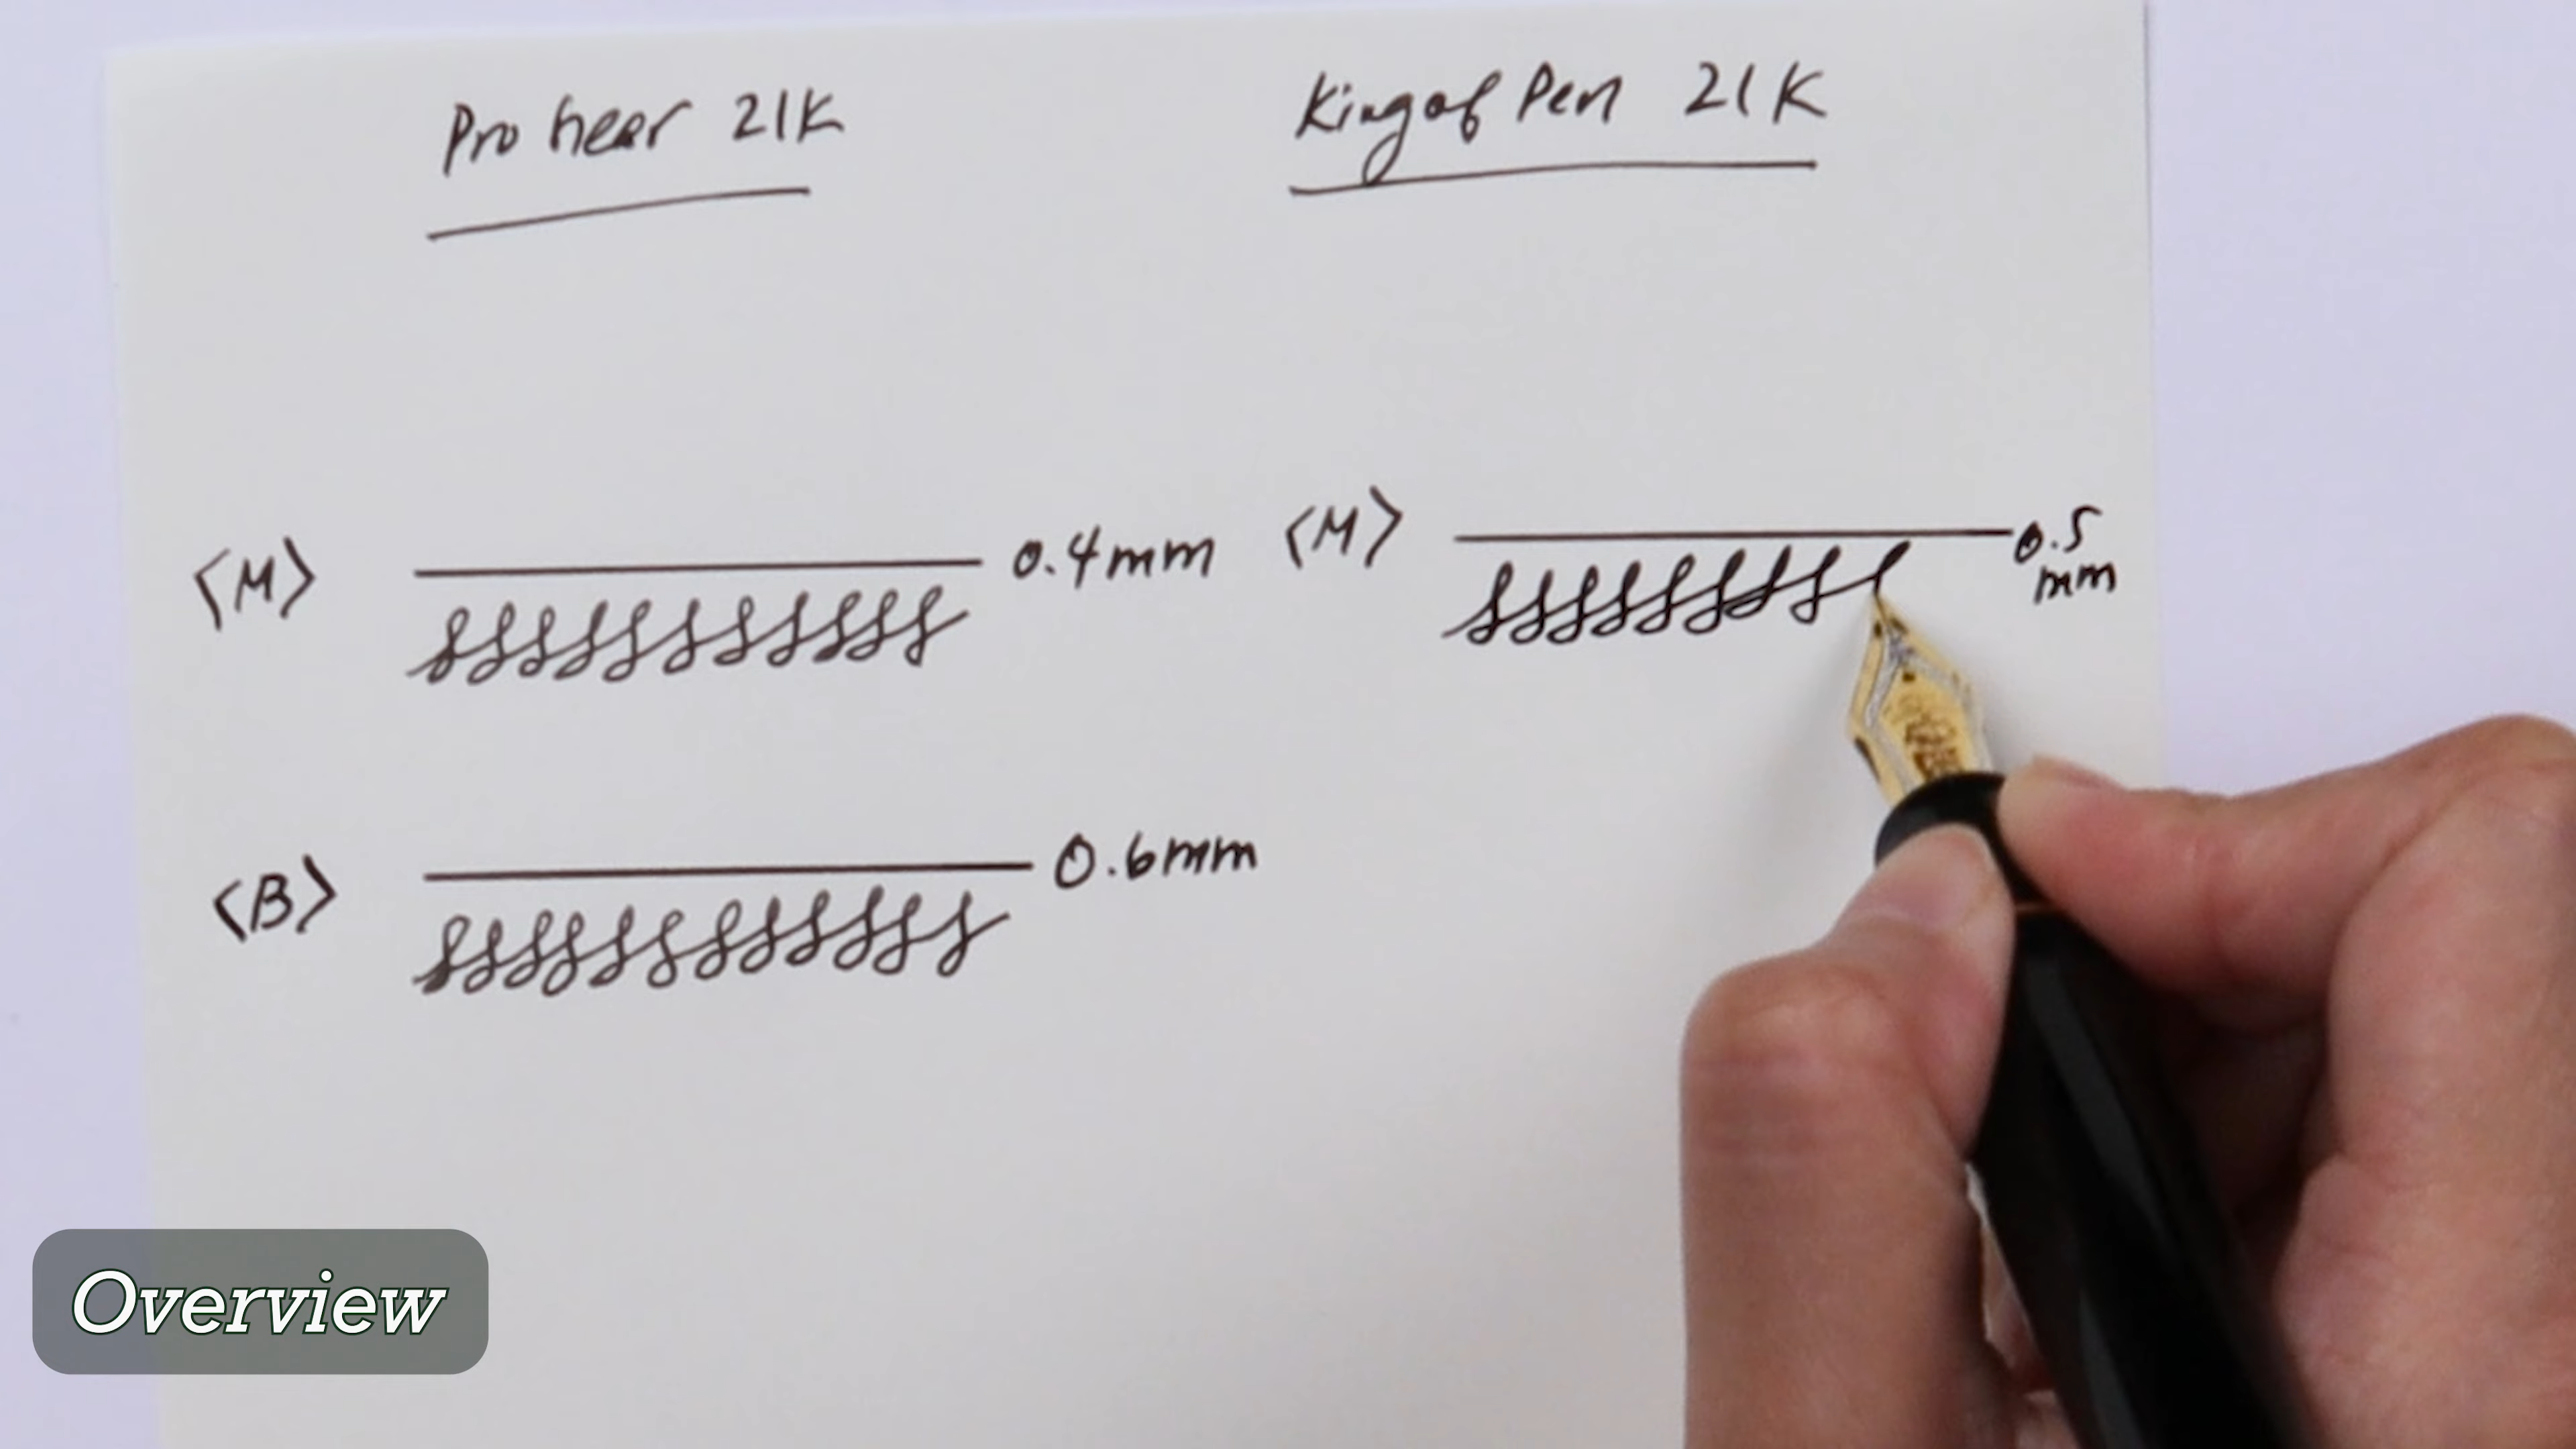 Pro Gear 21K
King of Pen 21K
<M> 0.4mm
<M> 0.5
mm
<B> 0.6mm
Overview